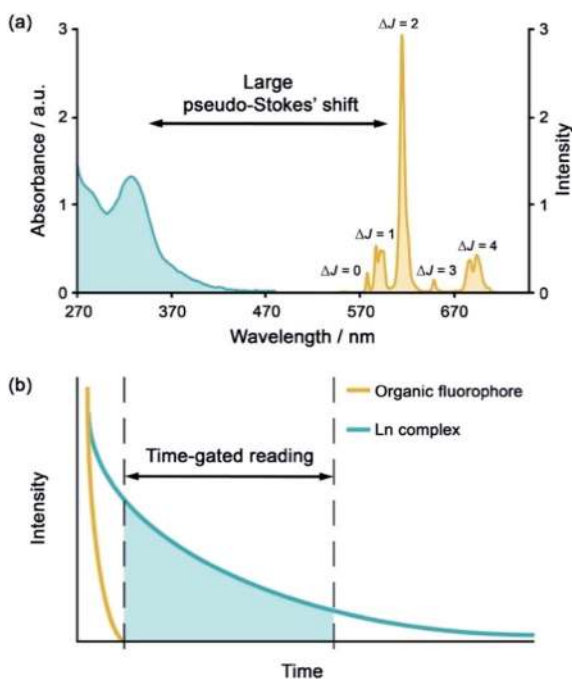 (a)
3
2
1
0
Absorbance / a.u.
Large
pseudo-Stokes' shift
ΔJ = 0
ΔJ = 1
ΔJ = 2
ΔJ = 3
ΔJ = 4
3
2
1
0
Intensity
270
370
470
570
670
Wavelength / nm
(b)
Organic fluorophore
Ln complex
Time-gated reading
Intensity
Time